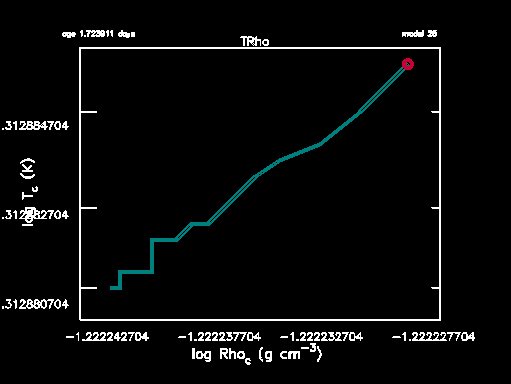 age 1.723911 days
model 25
TRho
.312884704
.312882704
.312880704
log T_c (K)
-1.222242704 -1.222237704 -1.222232704 -1.222227704
log Rho_c (g cm^-3)